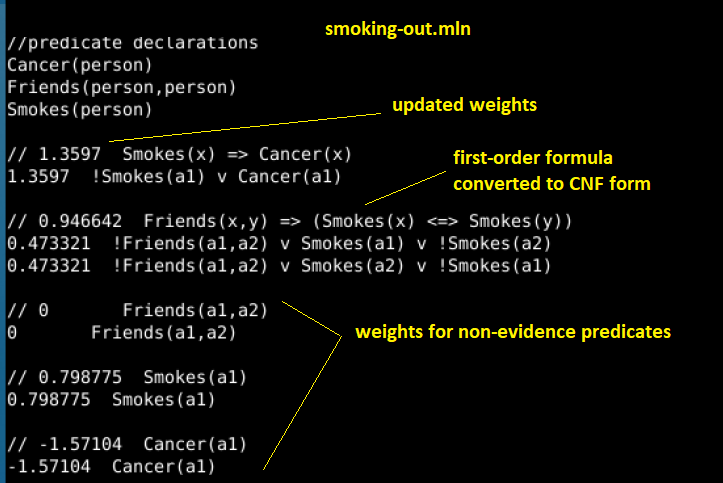 smoking-out.mln
//predicate declarations
Cancer(person)
Friends(person,person)
Smokes(person)
updated weights
// 1.3597  Smokes(x) => Cancer(x)
1.3597  !Smokes(a1) v Cancer(a1)
first-order formula
converted to CNF form
// 0.946642  Friends(x,y) => (Smokes(x) <=> Smokes(y))
0.473321  !Friends(a1,a2) v Smokes(a1) v !Smokes(a2)
0.473321  !Friends(a1,a2) v Smokes(a2) v !Smokes(a1)
// 0       Friends(a1,a2)
0       Friends(a1,a2)
weights for non-evidence predicates
// 0.798775  Smokes(a1)
0.798775  Smokes(a1)
// -1.57104  Cancer(a1)
-1.57104  Cancer(a1)